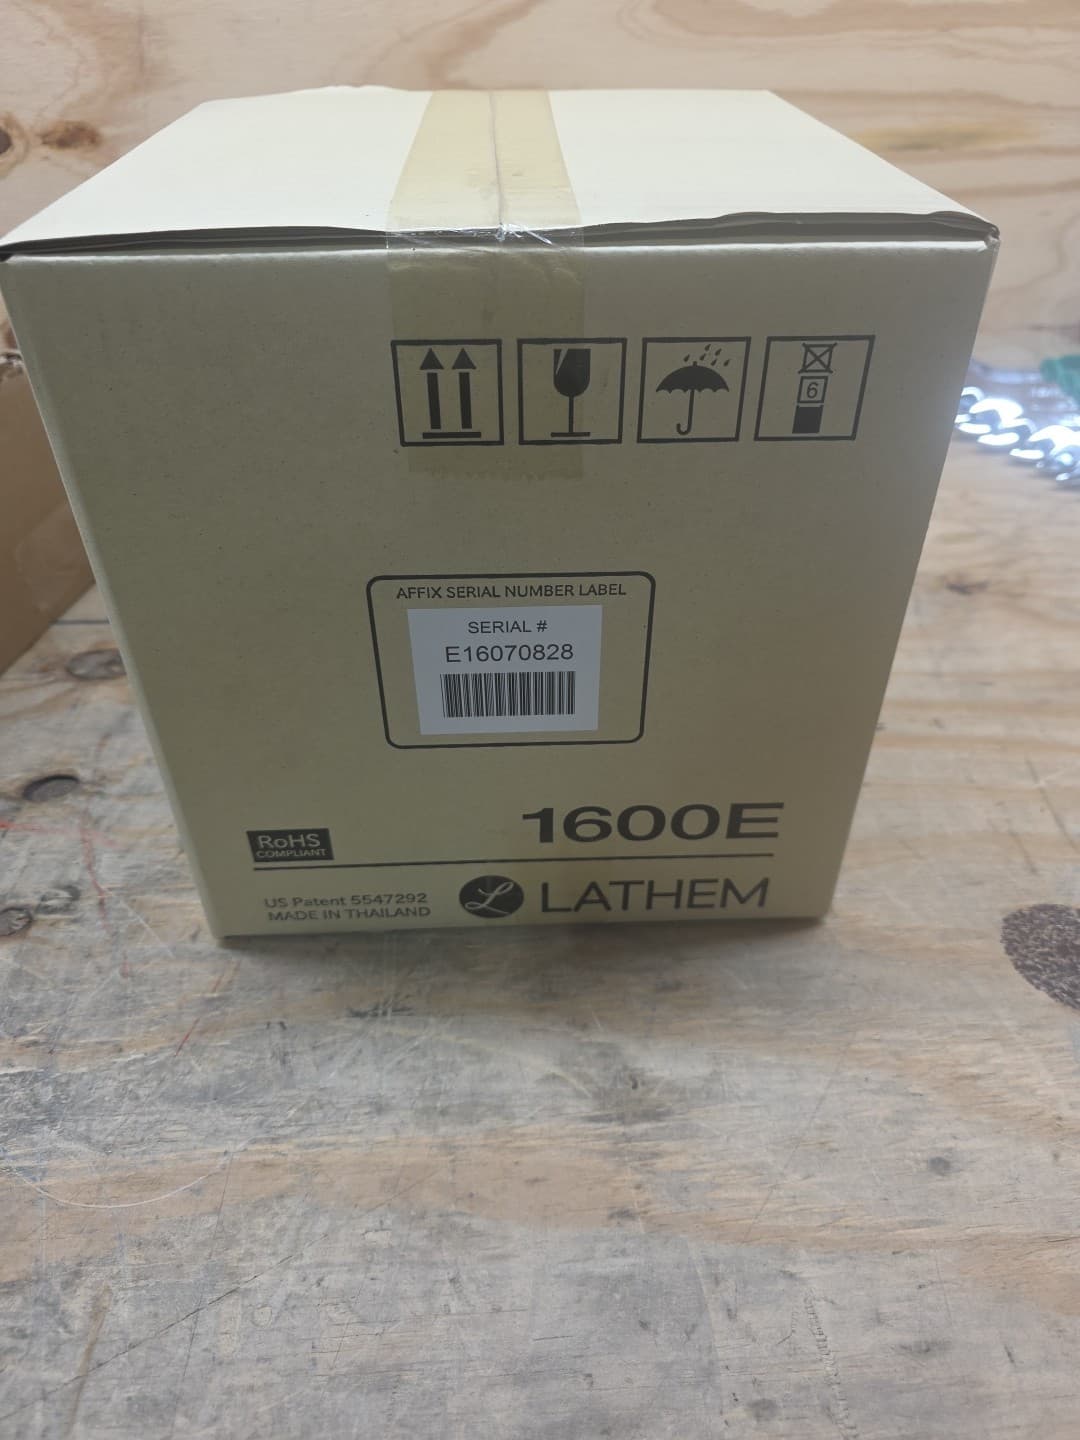 6
AFFIX SERIAL NUMBER LABEL
SERIAL #
E16070828
1600E
RoHS
COMPLIANT
US Patent 5547292
MADE IN THAILAND
L LATHEM